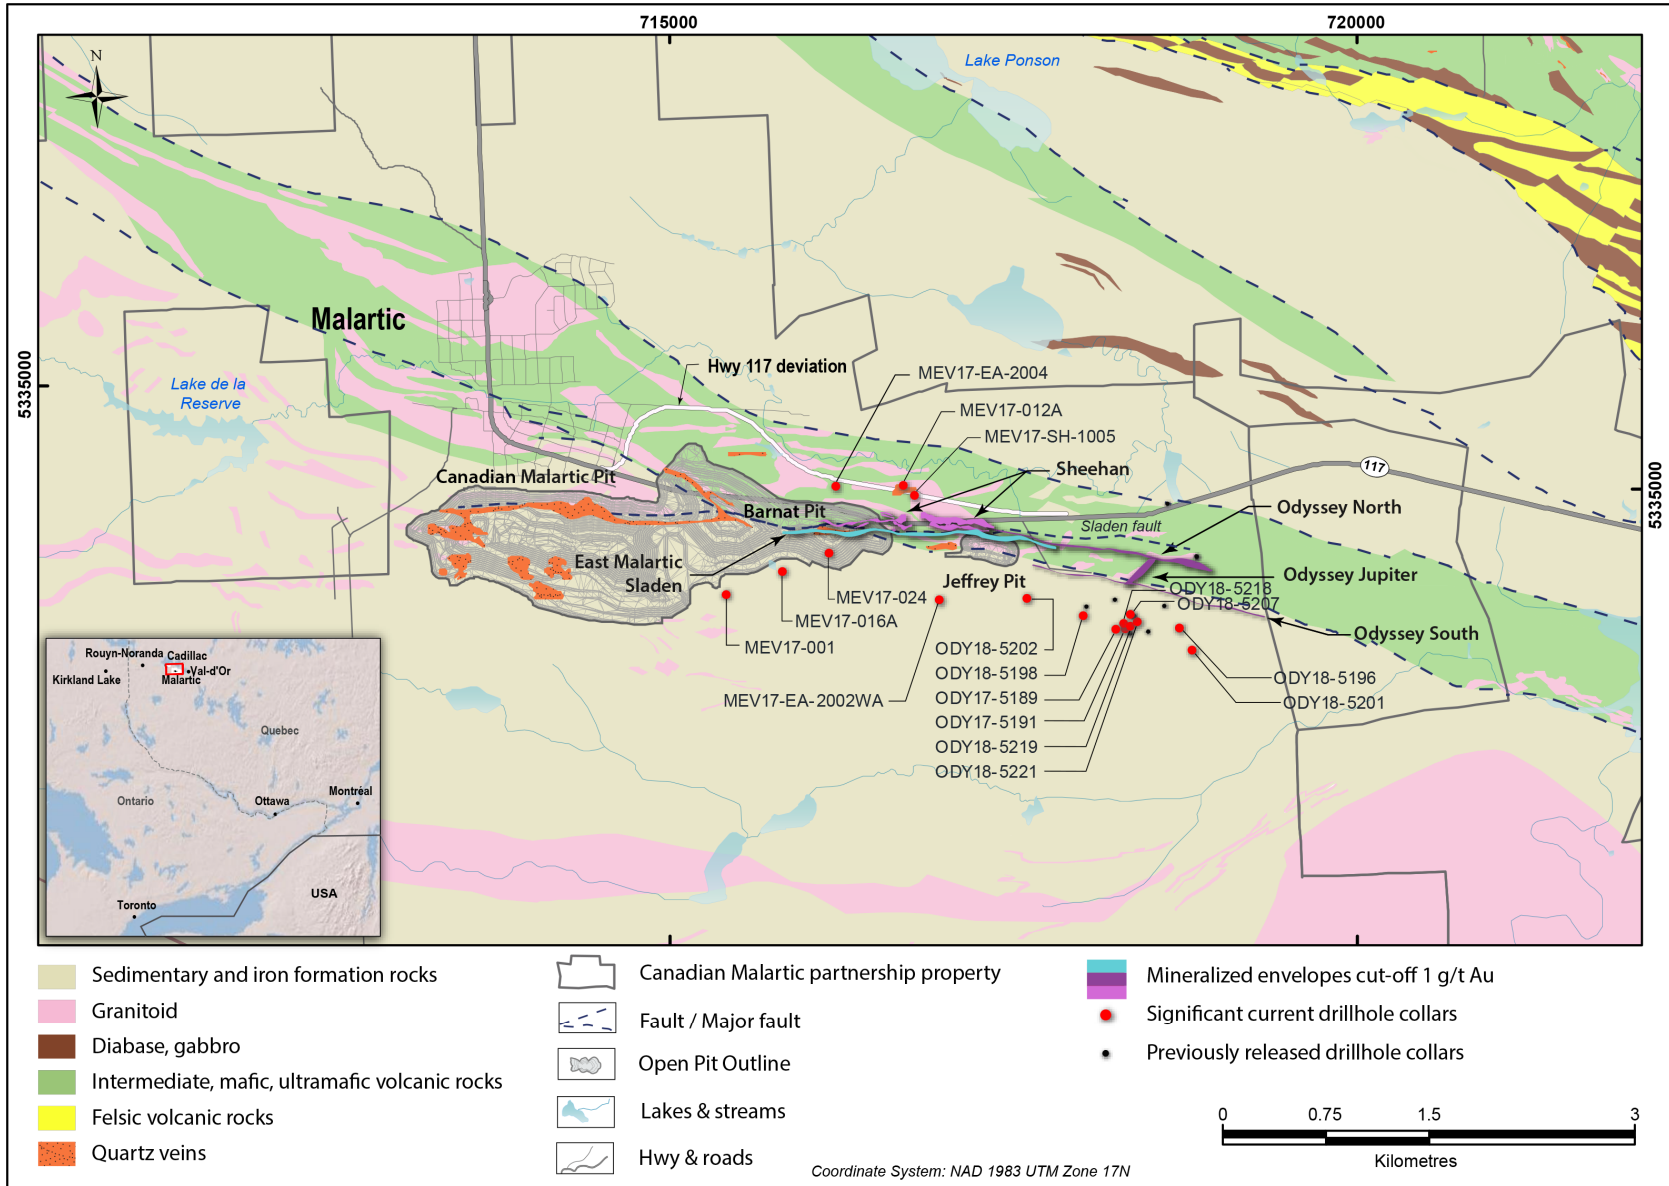 715000
720000
N
Lake Ponson
Malartic
5335000
Lake de la
Reserve
Hwy 117 deviation
MEV17-EA-2004
MEV17-012A
MEV17-SH-1005
Sheehan
117
5335000
Canadian Malartic Pit
Barnat Pit
Sladen fault
Odyssey North
East Malartic
Sladen
Jeffrey Pit
Odyssey Jupiter
ODY18-5218
ODY18-5207
MEV17-024
MEV17-016A
MEV17-001
Odyssey South
ODY18-5202
ODY18-5198
ODY17-5189
ODY17-5191
ODY18-5219
ODY18-5221
MEV17-EA-2002WA
ODY18-5196
ODY18-5201
Rouyn-Noranda
Cadillac
Kirkland Lake
Val-d'Or
Malartic
Quebec
Ontario
Ottawa
Montréal
USA
Toronto
Sedimentary and iron formation rocks
Granitoid
Diabase, gabbro
Intermediate, mafic, ultramafic volcanic rocks
Felsic volcanic rocks
Quartz veins
Canadian Malartic partnership property
Fault / Major fault
Open Pit Outline
Lakes & streams
Hwy & roads
Mineralized envelopes cut-off 1 g/t Au
Significant current drillhole collars
Previously released drillhole collars
0 0.75 1.5 3
Kilometres
Coordinate System: NAD 1983 UTM Zone 17N